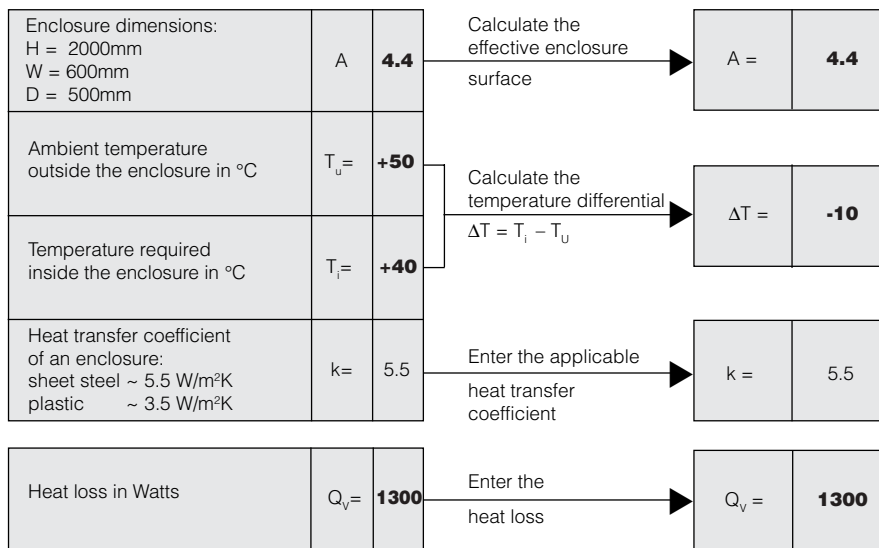 Enclosure dimensions:
H = 2000mm
W = 600mm
D = 500mm
A
4.4
Calculate the
effective enclosure
surface
A =
4.4
Ambient temperature
outside the enclosure in °C
Tu=
+50
Temperature required
inside the enclosure in °C
Ti=
+40
Calculate the
temperature differential
ΔT = Ti – TU
ΔT =
-10
Heat transfer coefficient
of an enclosure:
sheet steel ~ 5.5 W/m²K
plastic ~ 3.5 W/m²K
k=
5.5
Enter the applicable
heat transfer
coefficient
k =
5.5
Heat loss in Watts
QV=
1300
Enter the
heat loss
QV =
1300